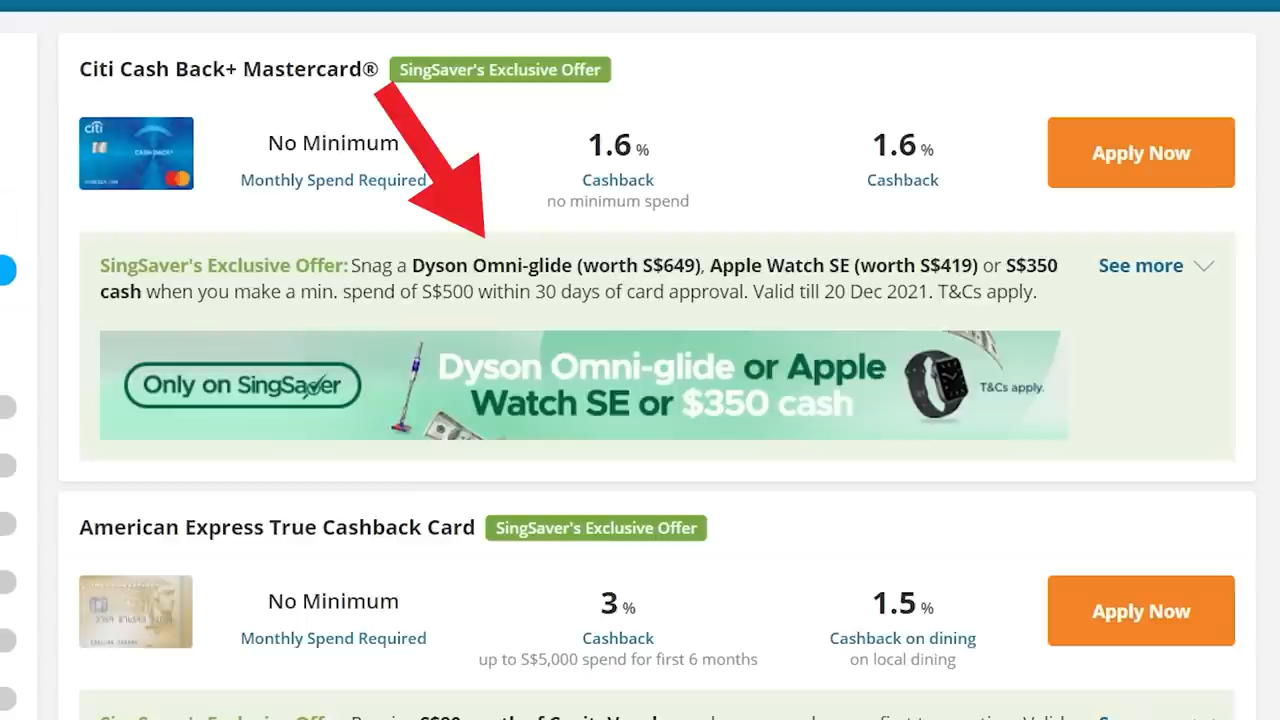 Citi Cash Back+ Mastercard® SingSaver's Exclusive Offer
citi
CASH BACK+
No Minimum
Monthly Spend Required
1.6 %
Cashback
no minimum spend
1.6 %
Cashback
Apply Now
SingSaver's Exclusive Offer: Snag a Dyson Omni-glide (worth S$649), Apple Watch SE (worth S$419) or S$350
cash when you make a min. spend of S$500 within 30 days of card approval. Valid till 20 Dec 2021. T&Cs apply.
See more
Only on SingSaver
Dyson Omni-glide or Apple
Watch SE or $350 cash
T&Cs apply.
American Express True Cashback Card SingSaver's Exclusive Offer
No Minimum
Monthly Spend Required
3 %
Cashback
up to S$5,000 spend for first 6 months
1.5 %
Cashback on dining
on local dining
Apply Now